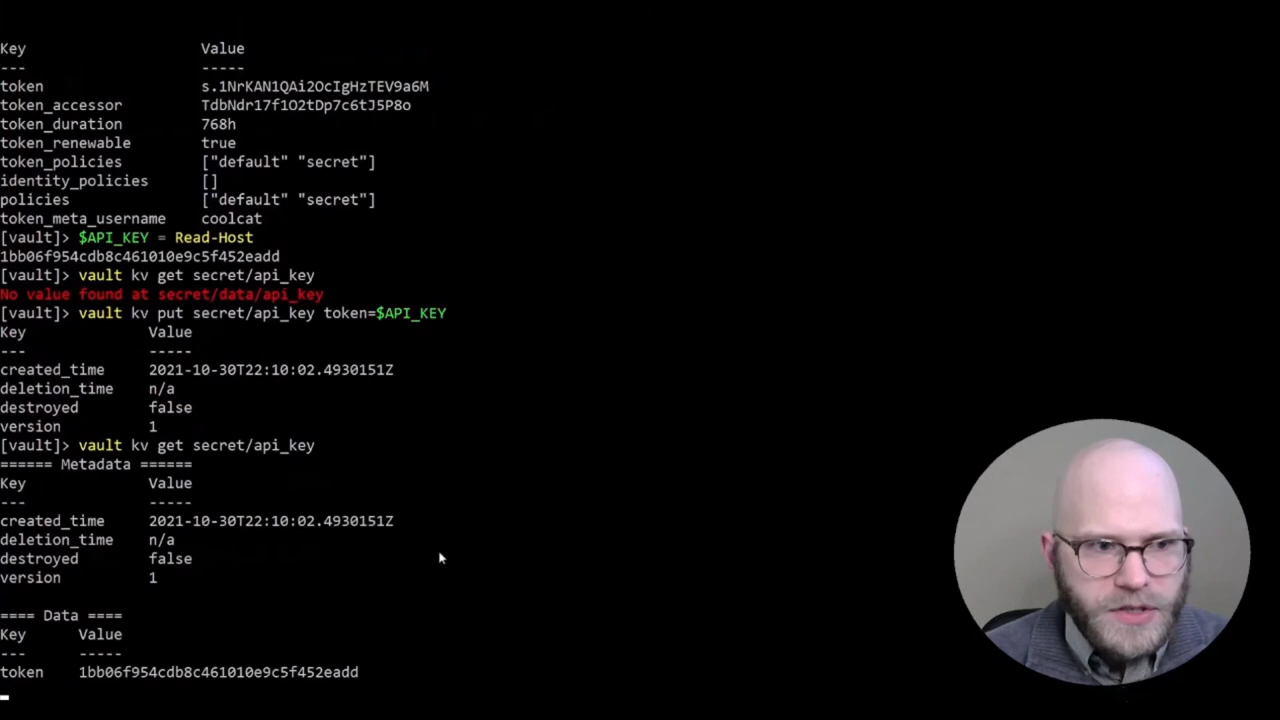 Key Value
--- -----
token s.1NrKAN1QAi2OcIgHzTEV9a6M
token_accessor TdbNdr17f1O2tDp7c6tJ5P8o
token_duration 768h
token_renewable true
token_policies ["default" "secret"]
identity_policies []
policies ["default" "secret"]
token_meta_username coolcat
[vault]> $API_KEY = Read-Host
1bb06f954cdb8c461010e9c5f452eadd
[vault]> vault kv get secret/api_key
No value found at secret/data/api_key
[vault]> vault kv put secret/api_key token=$API_KEY
Key Value
--- -----
created_time 2021-10-30T22:10:02.4930151Z
deletion_time n/a
destroyed false
version 1
[vault]> vault kv get secret/api_key
====== Metadata ======
Key Value
--- -----
created_time 2021-10-30T22:10:02.4930151Z
deletion_time n/a
destroyed false
version 1
==== Data ====
Key Value
--- -----
token 1bb06f954cdb8c461010e9c5f452eadd